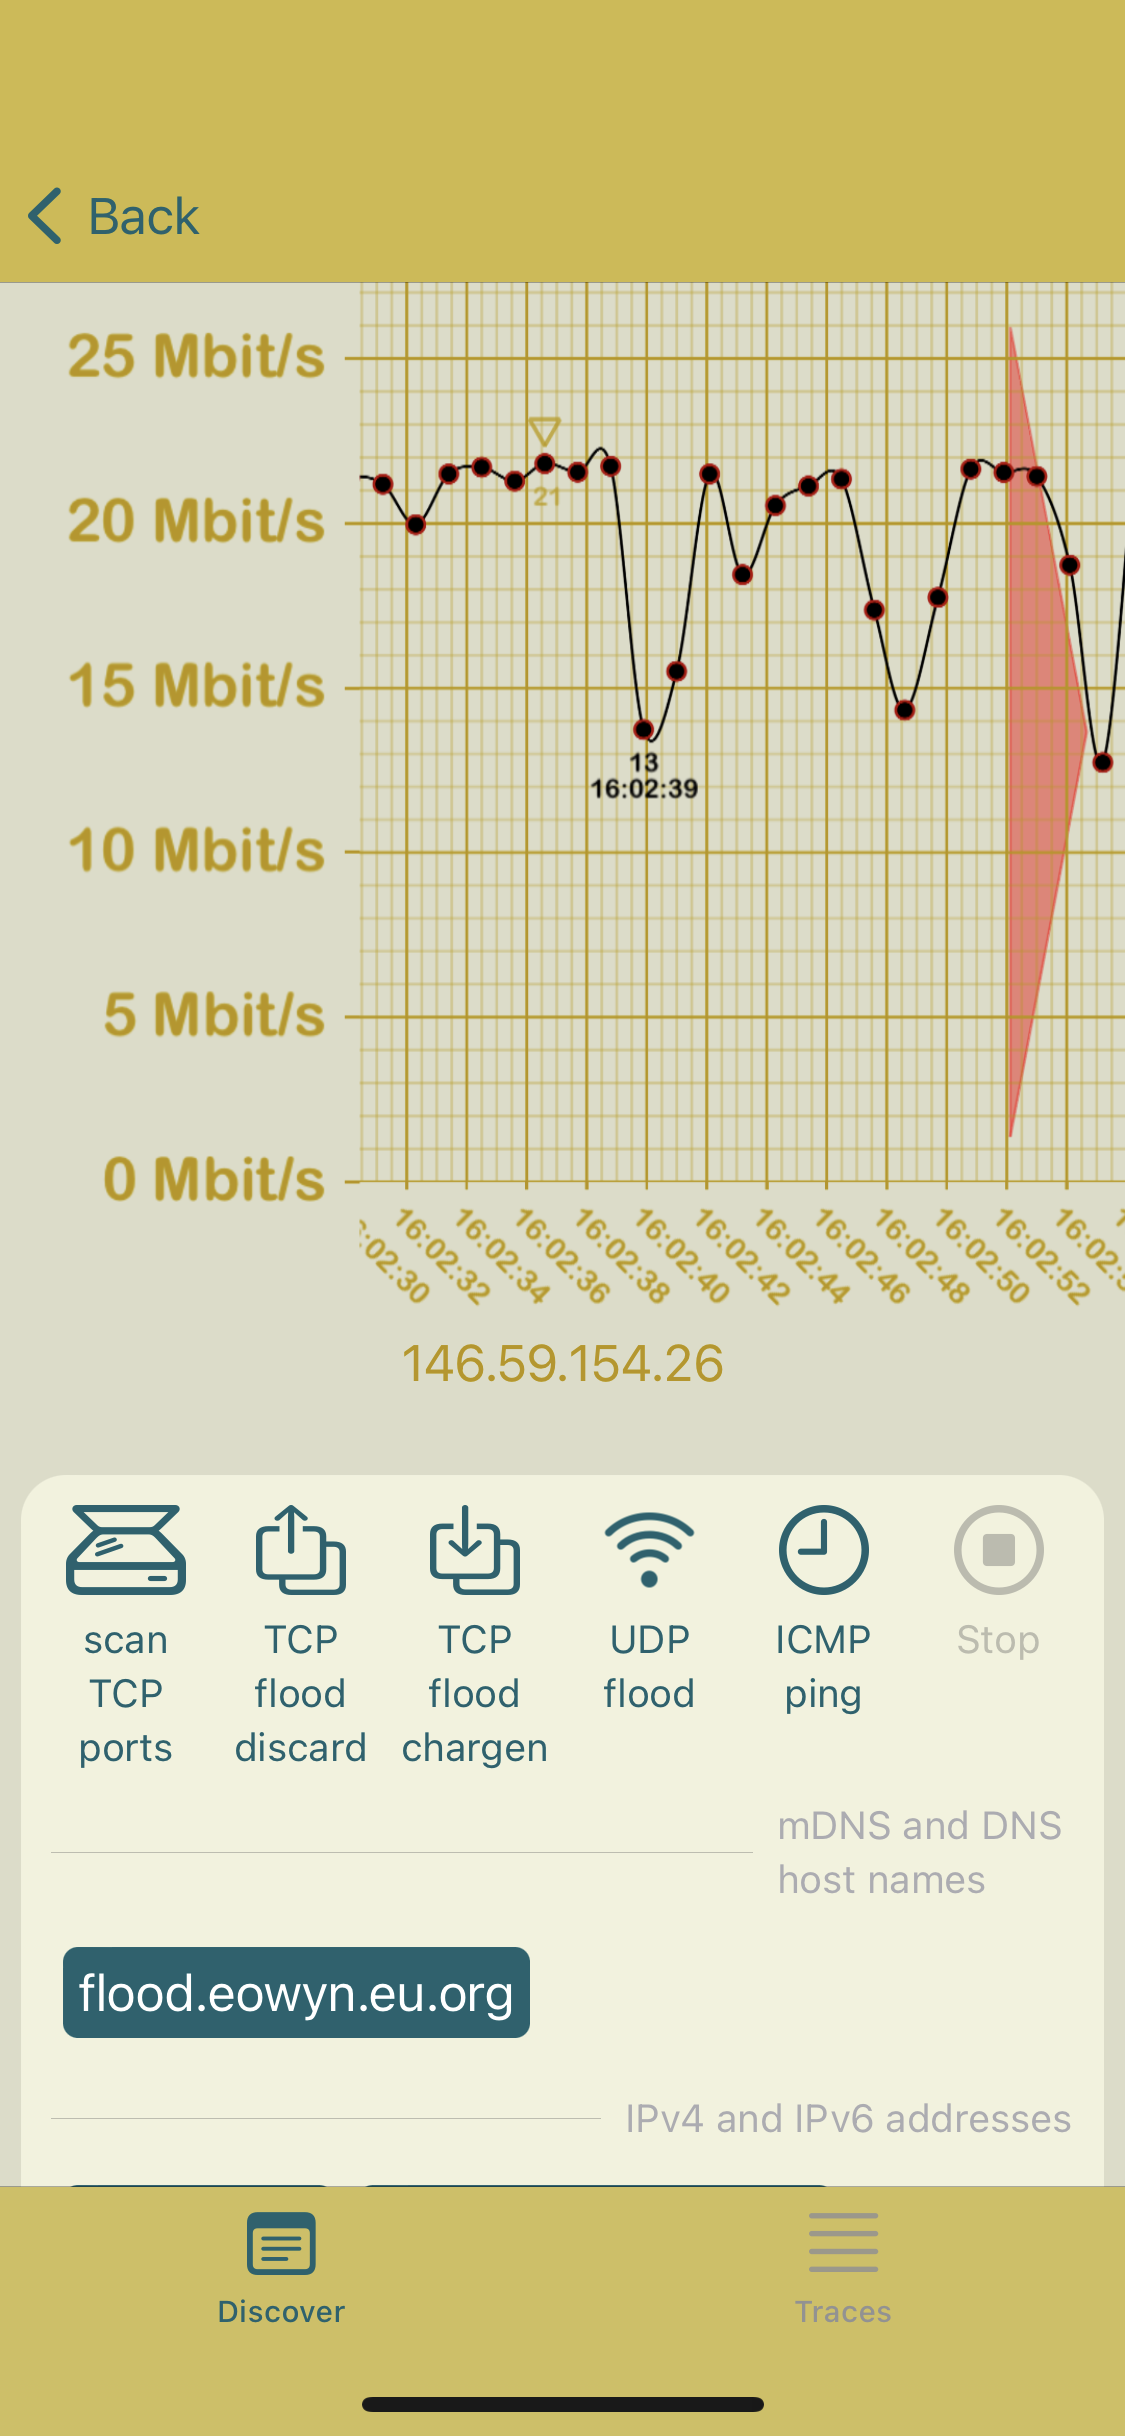 Back
25 Mbit/s
20 Mbit/s
15 Mbit/s
10 Mbit/s
5 Mbit/s
0 Mbit/s
21
13
16:02:39
:02:30
16:02:32
16:02:34
16:02:36
16:02:38
16:02:40
16:02:42
16:02:44
16:02:46
16:02:48
16:02:50
16:02:52
16:02:5
146.59.154.26
scan TCP ports
TCP flood discard
TCP flood chargen
UDP flood
ICMP ping
Stop
mDNS and DNS
host names
flood.eowyn.eu.org
IPv4 and IPv6 addresses
Discover
Traces